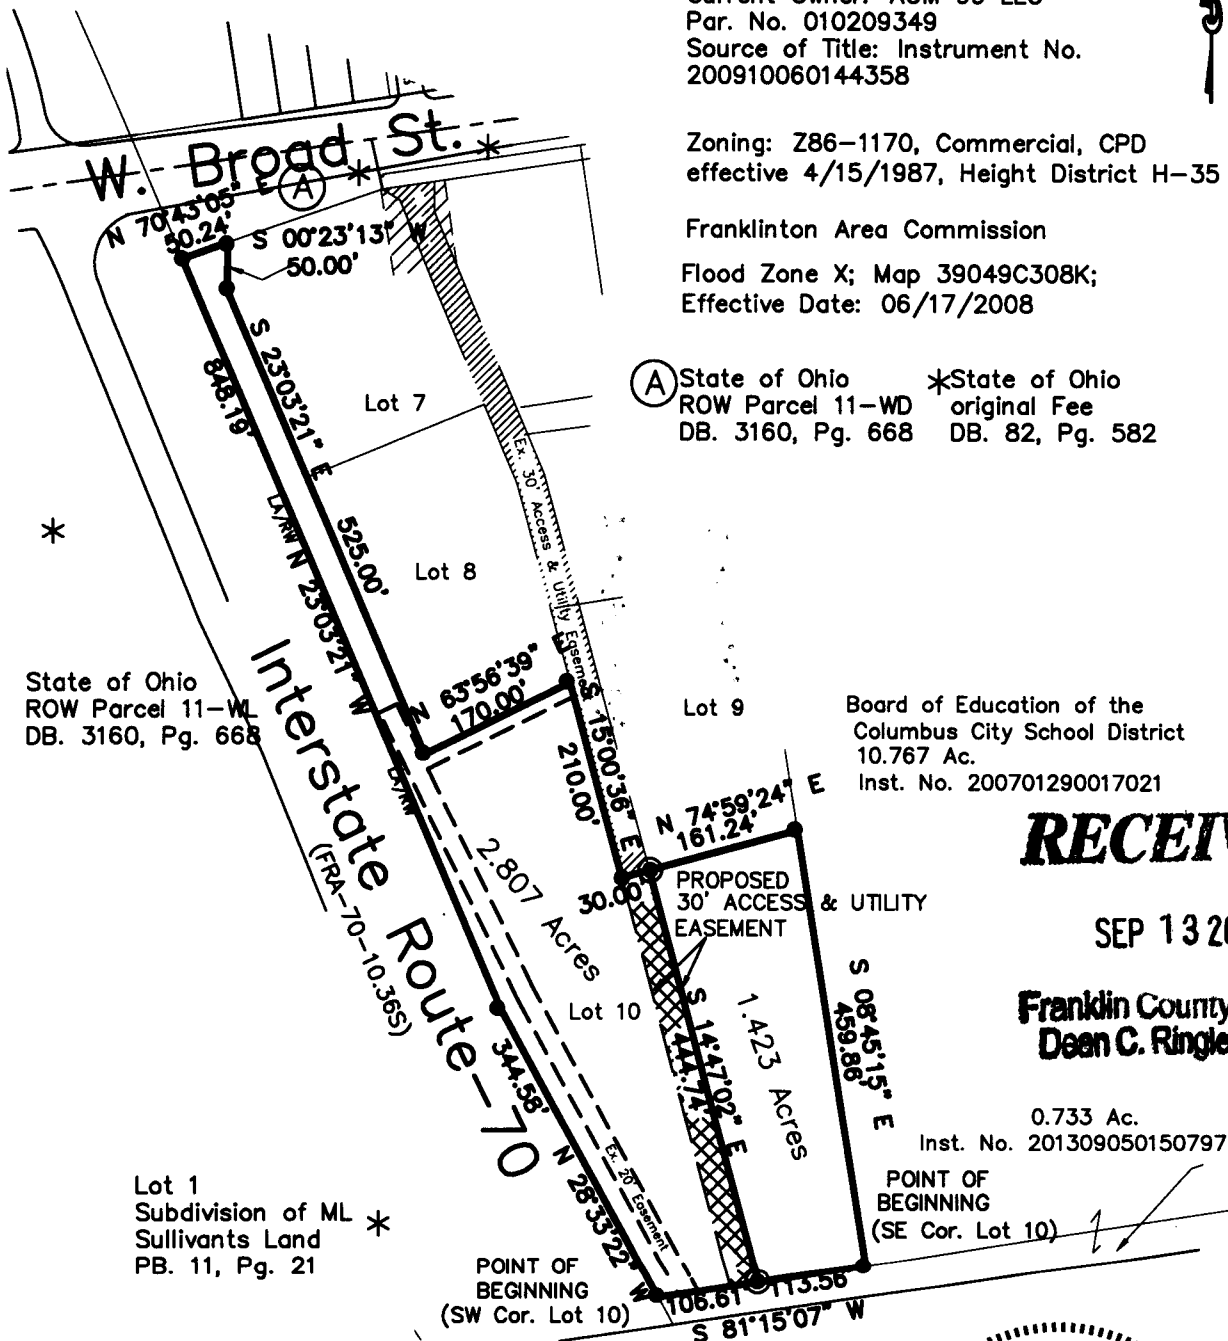 Par. No. 010209349
Source of Title: Instrument No.
200910060144358
Zoning: Z86-1170, Commercial, CPD
effective 4/15/1987, Height District H-35
Franklinton Area Commission
Flood Zone X; Map 39049C308K;
Effective Date: 06/17/2008
A State of Ohio
ROW Parcel 11-WD
DB. 3160, Pg. 668
*State of Ohio
original Fee
DB. 82, Pg. 582
W. Broad St.
*
*
A
N 70°43'05" E
50.24'
S 00°23'13" W
50.00'
S 23°03'21" E
525.00'
848.19'
N 23°03'21" W
LA/RW
LA/RW
Lot 7
Lot 8
Ex. 30' Access & Utility Easement
*
State of Ohio
ROW Parcel 11-WL
DB. 3160, Pg. 668
Interstate Route 70
(FRA-70-10.36S)
N 63°56'39" E
170.00'
S 15°00'36" E
210.00'
Lot 9
Board of Education of the
Columbus City School District
10.767 Ac.
Inst. No. 200701290017021
N 74°59'24" E
161.24'
30.00'
PROPOSED
30' ACCESS & UTILITY
EASEMENT
2.807 Acres
Lot 10
1.423 Acres
S 14°47'02" E
444.74'
S 08°45'15" E
459.86'
344.58'
N 28°33'22" W
Ex. 20' Easement
RECEIV
SEP 13 20
Franklin County
Dean C. Ringle
0.733 Ac.
Inst. No. 201309050150797
POINT OF
BEGINNING
(SE Cor. Lot 10)
Lot 1
Subdivision of ML
Sullivants Land
PB. 11, Pg. 21
*
POINT OF
BEGINNING
(SW Cor. Lot 10)
106.61'
113.56'
S 81°15'07" W